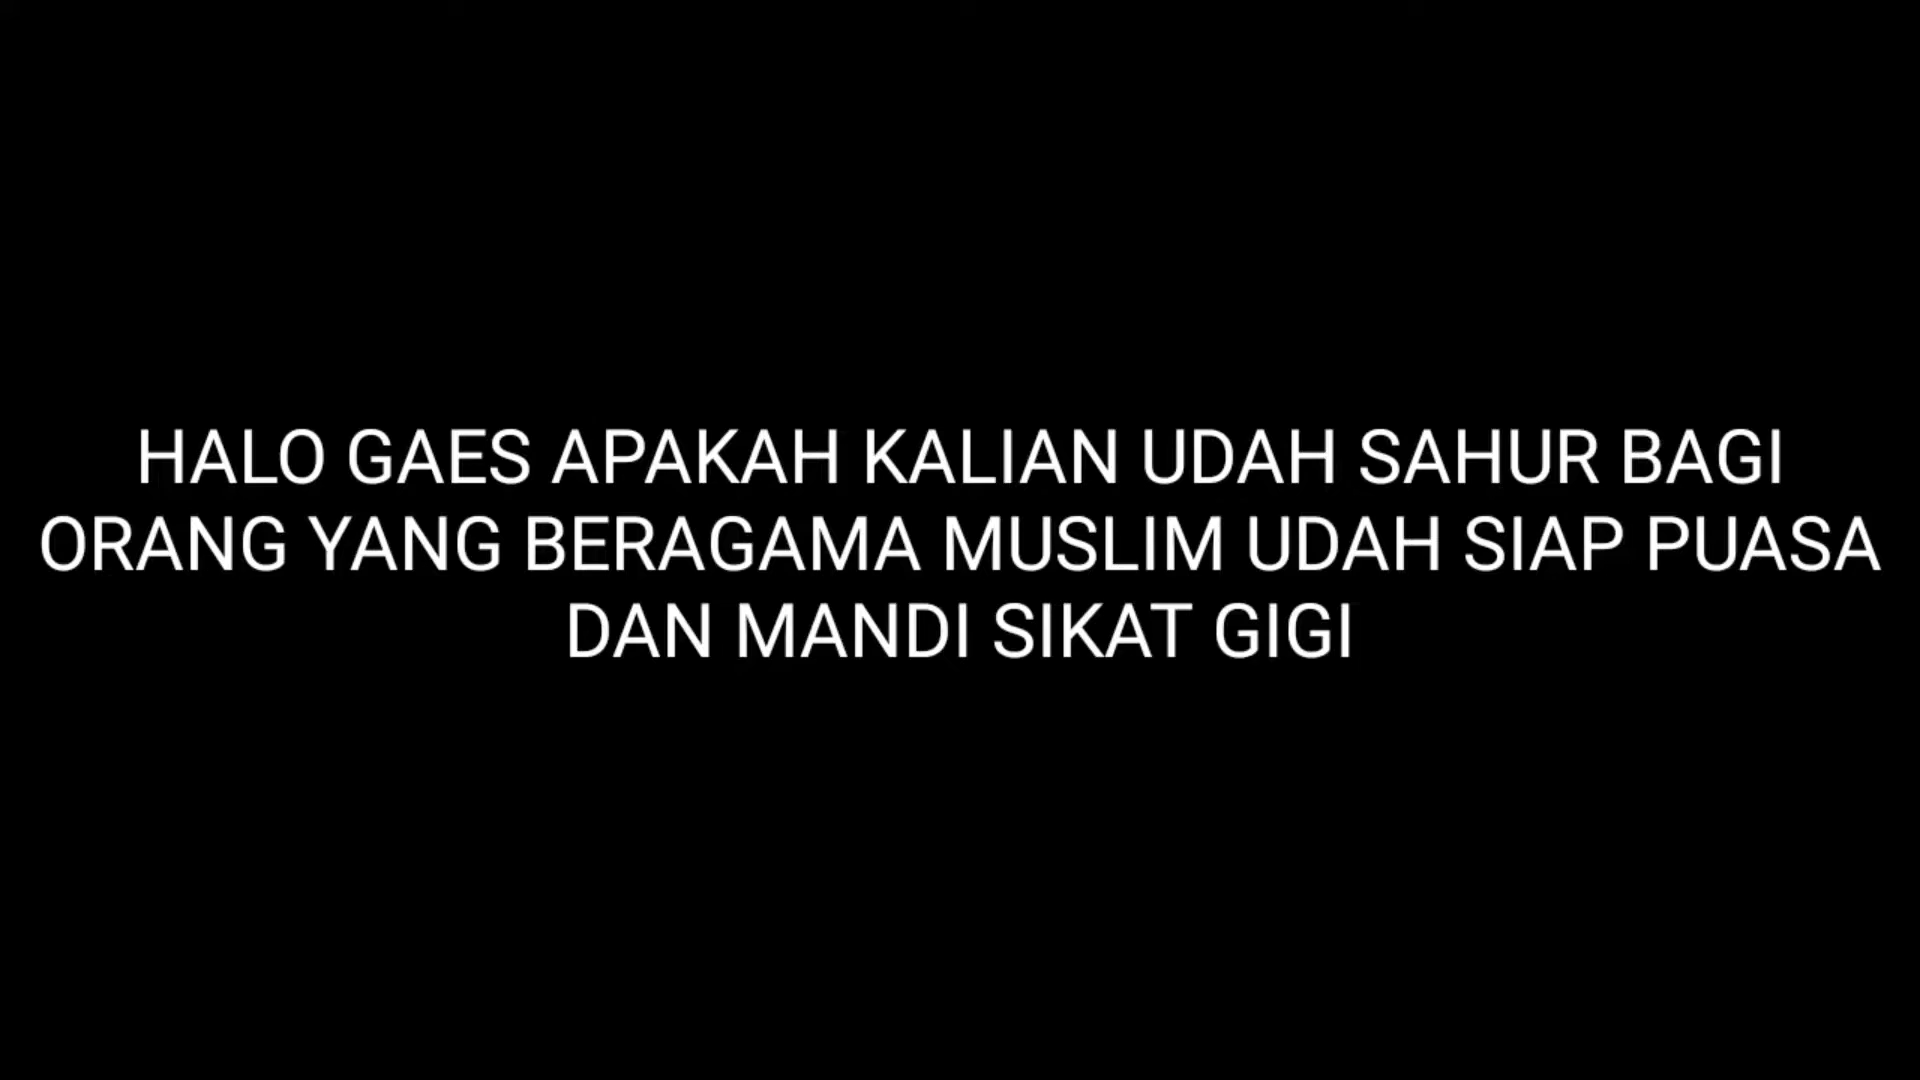 HALO GAES APAKAH KALIAN UDAH SAHUR BAGI
ORANG YANG BERAGAMA MUSLIM UDAH SIAP PUASA
DAN MANDI SIKAT GIGI